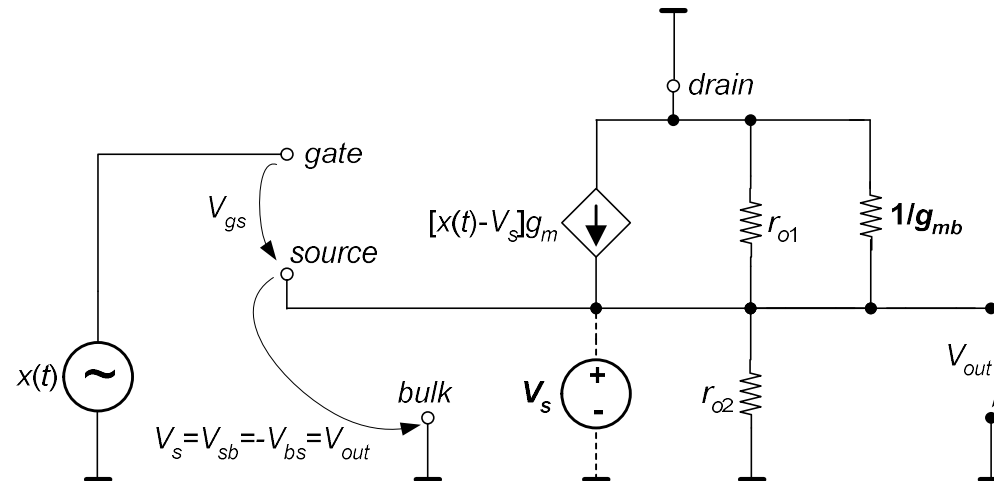 drain
gate
V_gs
[x(t)-V_s]g_m
r_o1
1/g_mb
source
x(t)
~
bulk
V_s
+
-
r_o2
V_out
V_s=V_sb=-V_bs=V_out